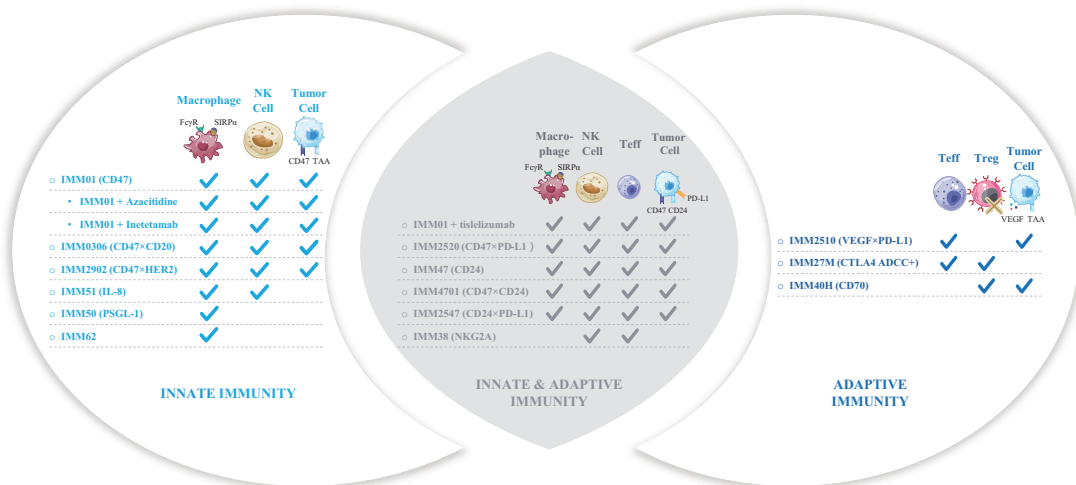 Macrophage
NK
Cell
Tumor
Cell
FcγR
SIRPα
CD47 TAA
IMM01 (CD47)
IMM01 + Azacitidine
IMM01 + Inetetamab
IMM0306 (CD47×CD20)
IMM2902 (CD47×HER2)
IMM51 (IL-8)
IMM50 (PSGL-1)
IMM62
INNATE IMMUNITY
Macro-
phage
NK
Cell
Teff
Tumor
Cell
FcγR
SIRPα
PD-L1
CD47 CD24
IMM01 + tislelizumab
IMM2520 (CD47×PD-L1）
IMM47 (CD24)
IMM4701 (CD47×CD24)
IMM2547 (CD24×PD-L1)
IMM38 (NKG2A)
INNATE & ADAPTIVE
IMMUNITY
Teff
Treg
Tumor
Cell
VEGF TAA
IMM2510 (VEGF×PD-L1)
IMM27M (CTLA4 ADCC+)
IMM40H (CD70)
ADAPTIVE
IMMUNITY